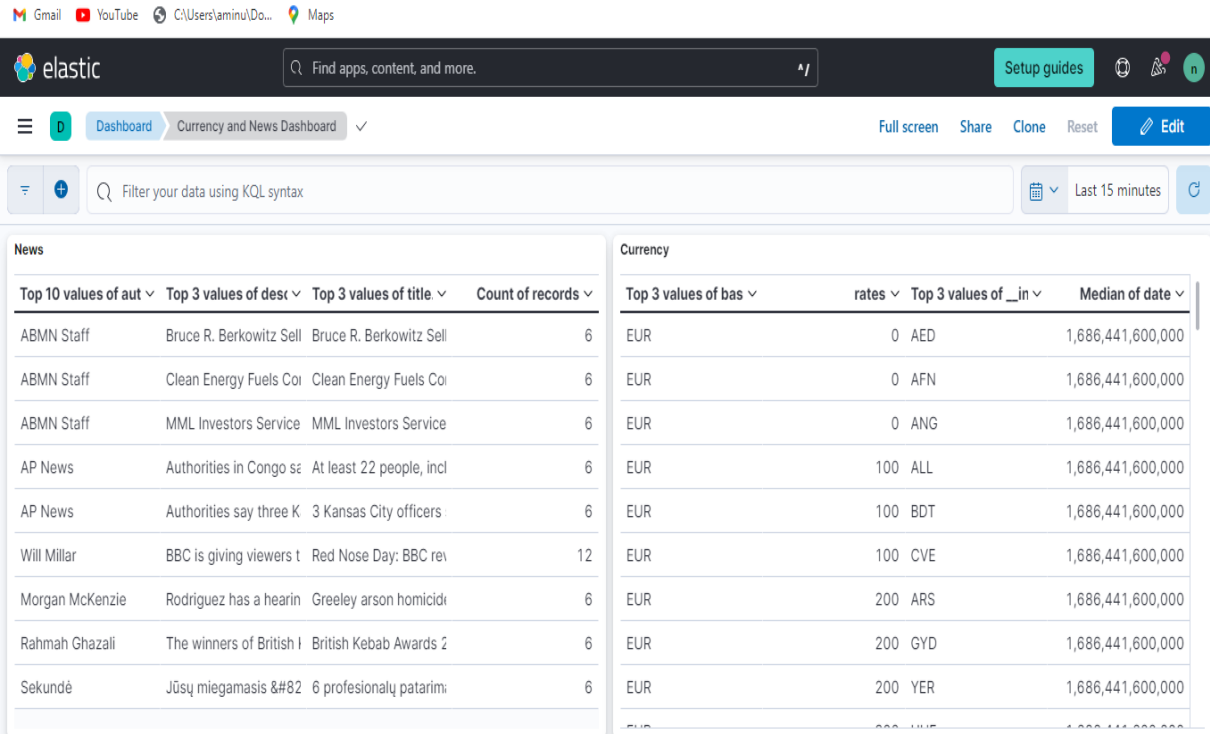 Gmail YouTube C:\Users\aminu\Do... Maps
elastic Find apps, content, and more. ^/ Setup guides n
D Dashboard Currency and News Dashboard Full screen Share Clone Reset Edit
Filter your data using KQL syntax Last 15 minutes
News
Top 10 values of aut Top 3 values of desc Top 3 values of title. Count of records
ABMN Staff Bruce R. Berkowitz Sell Bruce R. Berkowitz Sell 6
ABMN Staff Clean Energy Fuels Cor Clean Energy Fuels Cor 6
ABMN Staff MML Investors Service MML Investors Service 6
AP News Authorities in Congo sa At least 22 people, incl 6
AP News Authorities say three K 3 Kansas City officers 6
Will Millar BBC is giving viewers t Red Nose Day: BBC rev 12
Morgan McKenzie Rodriguez has a hearin Greeley arson homicide 6
Rahmah Ghazali The winners of British British Kebab Awards 2 6
Sekundė Jūsų miegamasis &#82 6 profesionalų patarima 6
Currency
Top 3 values of bas rates Top 3 values of __in Median of date
EUR 0 AED 1,686,441,600,000
EUR 0 AFN 1,686,441,600,000
EUR 0 ANG 1,686,441,600,000
EUR 100 ALL 1,686,441,600,000
EUR 100 BDT 1,686,441,600,000
EUR 100 CVE 1,686,441,600,000
EUR 200 ARS 1,686,441,600,000
EUR 200 GYD 1,686,441,600,000
EUR 200 YER 1,686,441,600,000